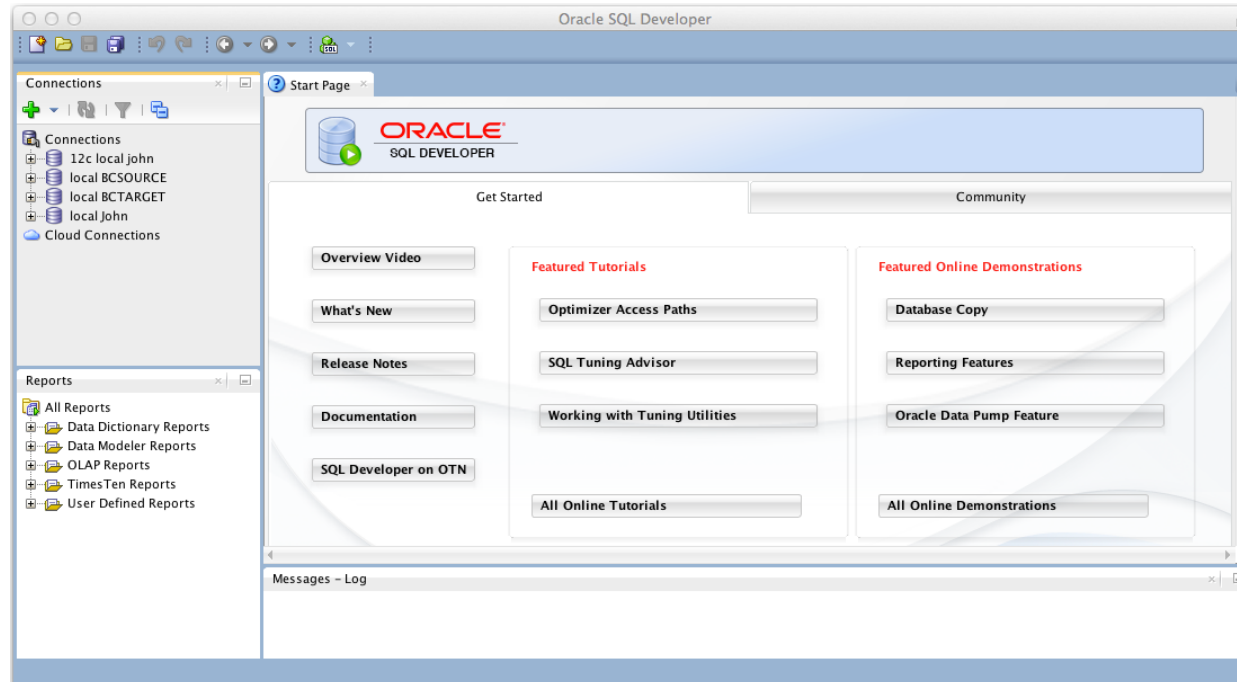 Oracle SQL Developer
SQL
Connections
Connections
12c local john
local BCSOURCE
local BCTARGET
local John
Cloud Connections
Reports
All Reports
Data Dictionary Reports
Data Modeler Reports
OLAP Reports
TimesTen Reports
User Defined Reports
Start Page
ORACLE
SQL DEVELOPER
Get Started
Community
Overview Video
What's New
Release Notes
Documentation
SQL Developer on OTN
Featured Tutorials
Optimizer Access Paths
SQL Tuning Advisor
Working with Tuning Utilities
All Online Tutorials
Featured Online Demonstrations
Database Copy
Reporting Features
Oracle Data Pump Feature
All Online Demonstrations
Messages – Log